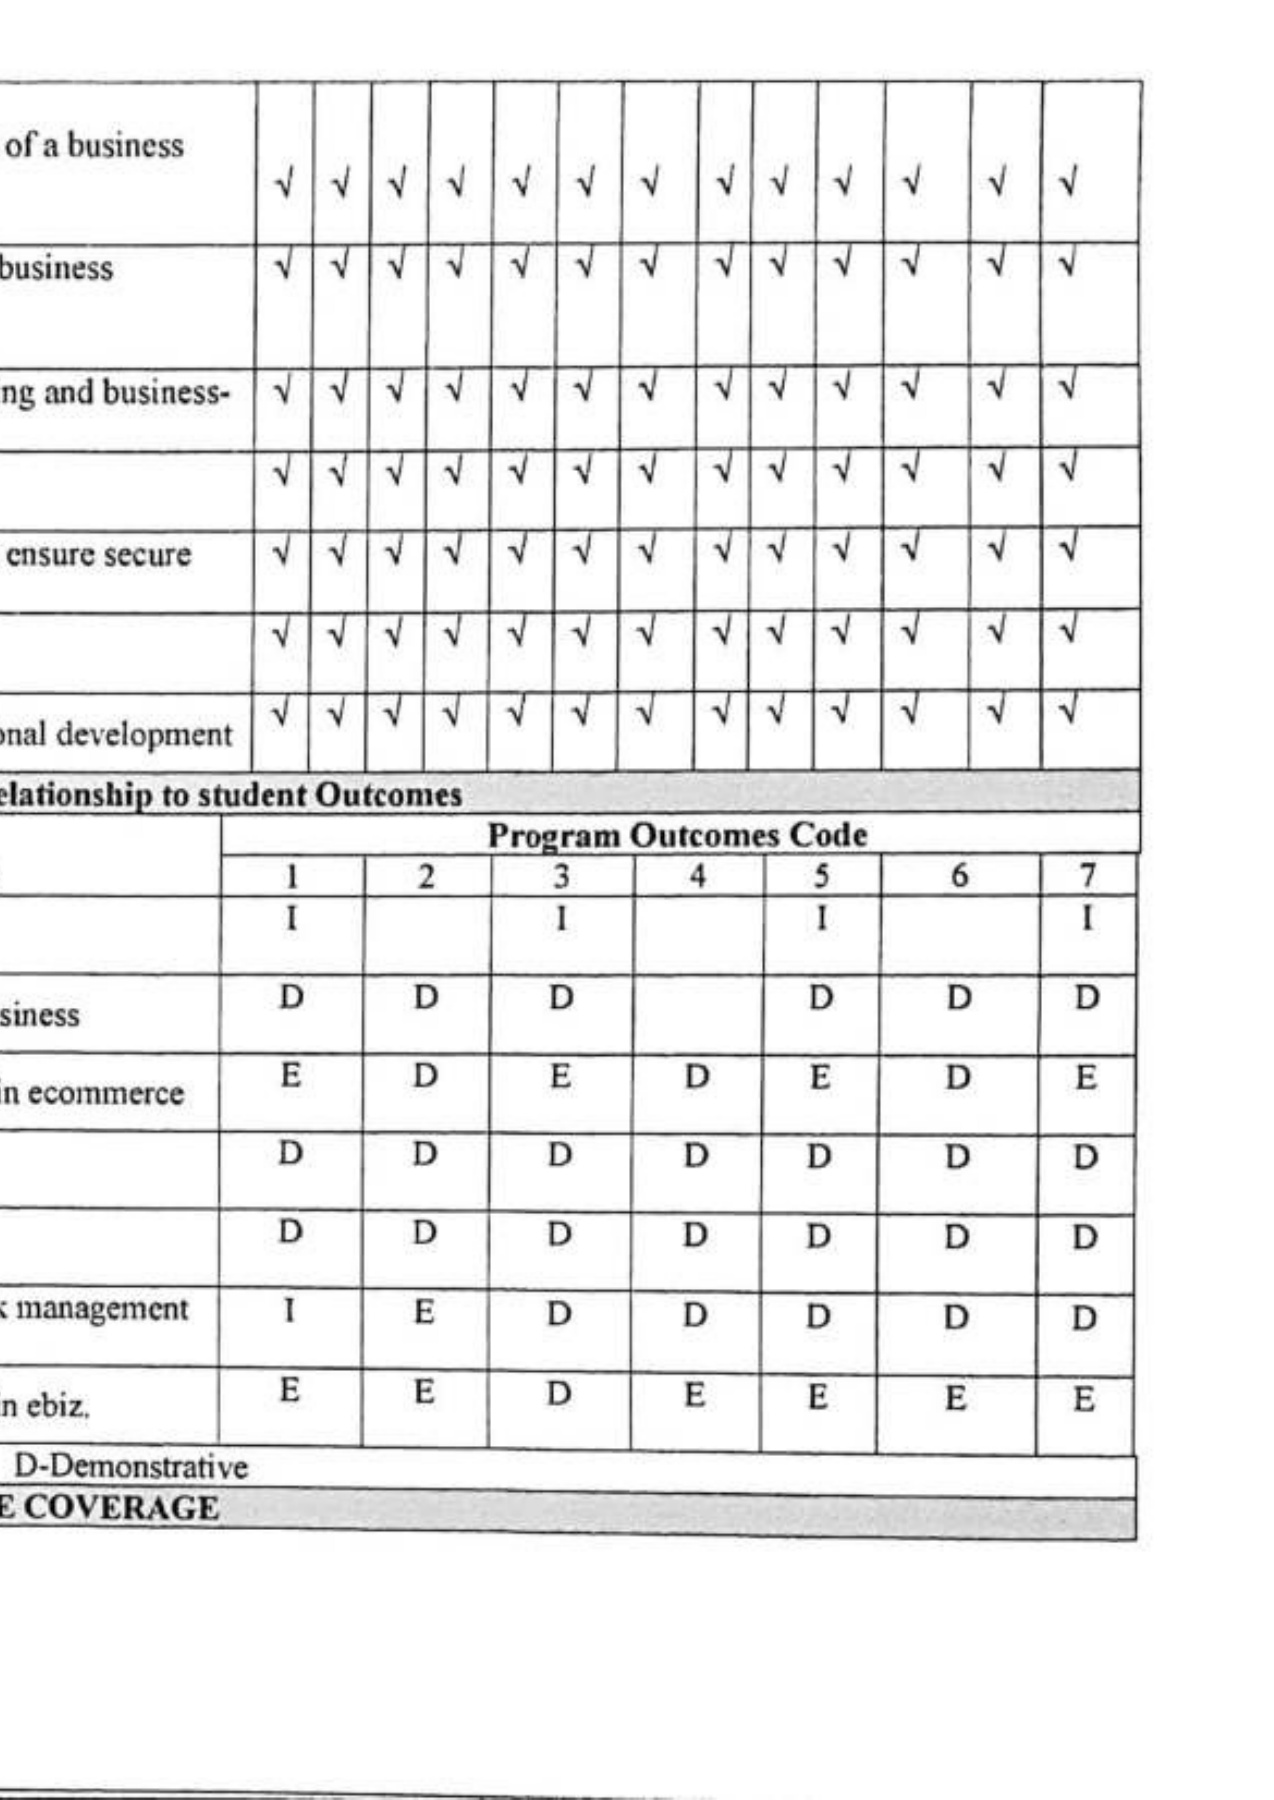 of a business
√ √ √ √ √ √ √ √ √ √ √ √ √
business √ √ √ √ √ √ √ √ √ √ √ √ √
ng and business- √ √ √ √ √ √ √ √ √ √ √ √ √
√ √ √ √ √ √ √ √ √ √ √ √ √
ensure secure √ √ √ √ √ √ √ √ √ √ √ √ √
√ √ √ √ √ √ √ √ √ √ √ √ √
√ √ √ √ √ √ √ √ √ √ √ √ √
onal development
elationship to student Outcomes
Program Outcomes Code
1 2 3 4 5 6 7
I I I I
D D D D D D
siness
E D E D E D E
in ecommerce
D D D D D D D
D D D D D D D
k management I E D D D D D
E E D E E E E
n ebiz.
D-Demonstrative
E COVERAGE